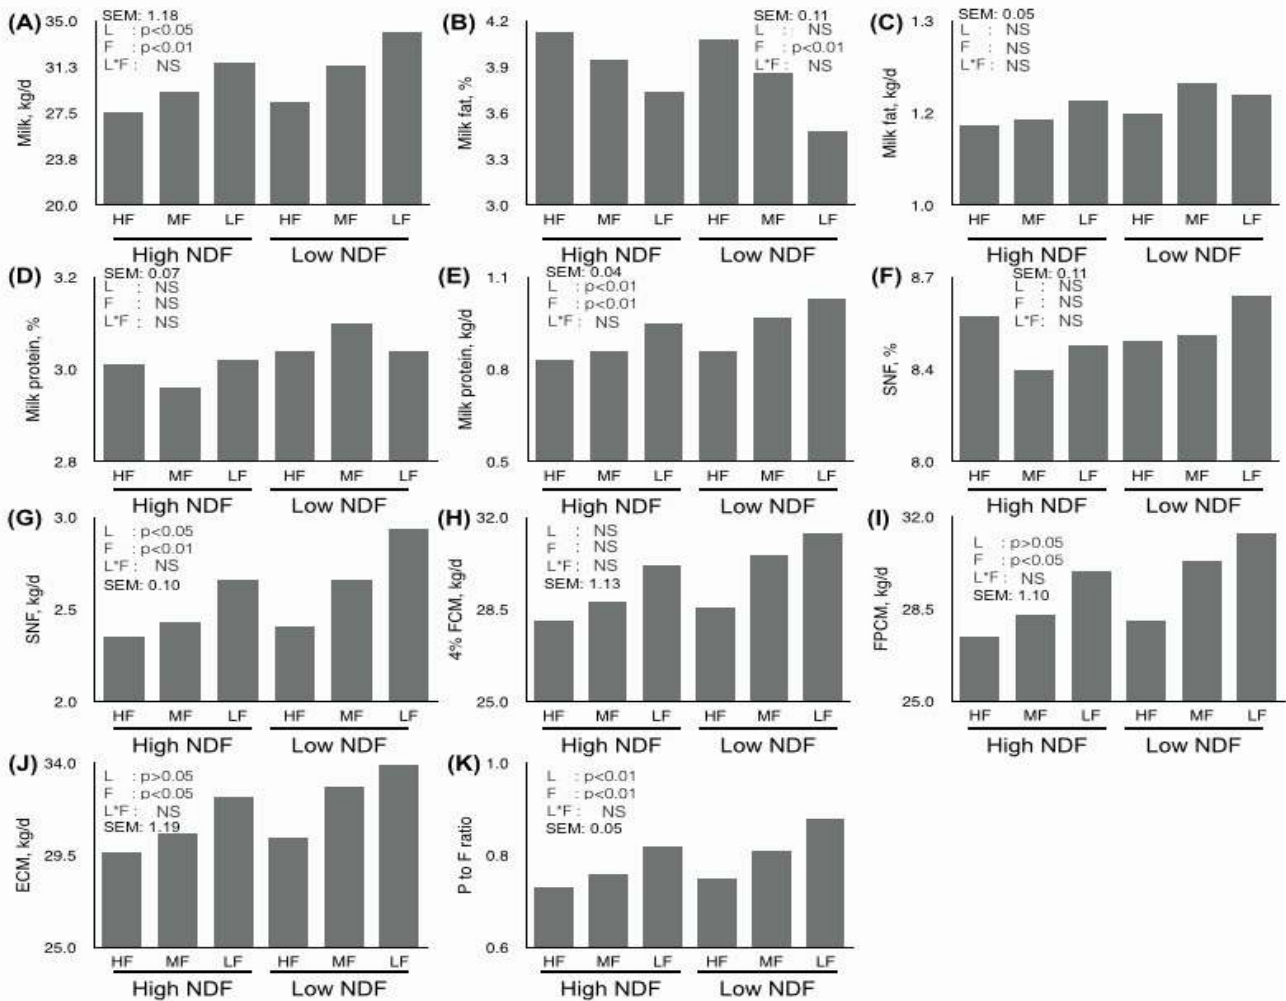 (A)
SEM: 1.18
L : p<0.05
F : p<0.01
L*F : NS
Milk, kg/d
35.0
31.3
27.5
23.8
20.0
HF MF LF HF MF LF
High NDF Low NDF
(B)
SEM: 0.11
L : NS
F : p<0.01
L*F : NS
Milk fat, %
4.2
3.9
3.6
3.3
3.0
HF MF LF HF MF LF
High NDF Low NDF
(C)
SEM: 0.05
L : NS
F : NS
L*F : NS
Milk fat, kg/d
1.3
1.2
1.0
HF MF LF HF MF LF
High NDF Low NDF
(D)
SEM: 0.07
L : NS
F : NS
L*F : NS
Milk protein, %
3.2
3.0
2.8
HF MF LF HF MF LF
High NDF Low NDF
(E)
SEM: 0.04
L : p<0.01
F : p<0.01
L*F : NS
Milk protein, kg/d
1.1
0.8
0.5
HF MF LF HF MF LF
High NDF Low NDF
(F)
SEM: 0.11
L : NS
F : NS
L*F: NS
SNF, %
8.7
8.4
8.0
HF MF LF HF MF LF
High NDF Low NDF
(G)
L : p<0.05
F : p<0.01
L*F : NS
SEM: 0.10
SNF, kg/d
3.0
2.5
2.0
HF MF LF HF MF LF
High NDF Low NDF
(H)
L : NS
F : NS
L*F : NS
SEM: 1.13
4% FCM, kg/d
32.0
28.5
25.0
HF MF LF HF MF LF
High NDF Low NDF
(I)
L : p>0.05
F : p<0.05
L*F : NS
SEM: 1.10
FPCM, kg/d
32.0
28.5
25.0
HF MF LF HF MF LF
High NDF Low NDF
(J)
L : p>0.05
F : p<0.05
L*F : NS
SEM: 1.19
ECM, kg/d
34.0
29.5
25.0
HF MF LF HF MF LF
High NDF Low NDF
(K)
L : p<0.01
F : p<0.01
L*F : NS
SEM: 0.05
P to F ratio
1.0
0.8
0.6
HF MF LF HF MF LF
High NDF Low NDF